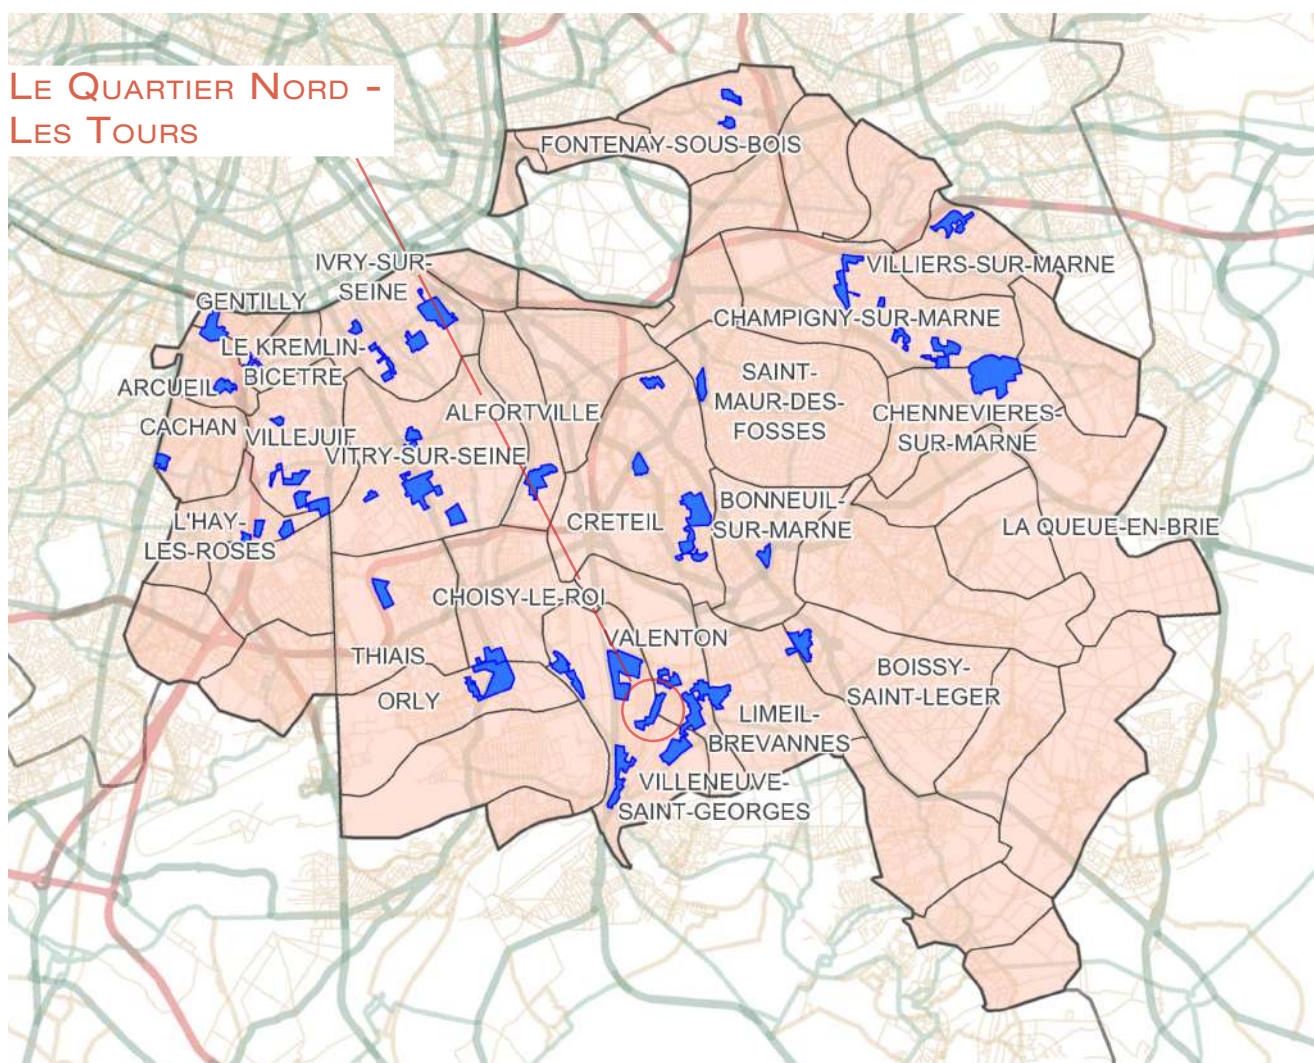 Le Quartier Nord -
Les Tours
FONTENAY-SOUS-BOIS
IVRY-SUR-
SEINE
VILLIERS-SUR-MARNE
GENTILLY
CHAMPIGNY-SUR-MARNE
LE KREMLIN-
BICETRE
ARCUEIL
SAINT-
MAUR-DES-
FOSSES
ALFORTVILLE
CHENNEVIERES-
SUR-MARNE
CACHAN
VILLEJUIF
VITRY-SUR-SEINE
BONNEUIL-
SUR-MARNE
L'HAY-
LES-ROSES
CRETEIL
LA QUEUE-EN-BRIE
CHOISY-LE-ROI
VALENTON
THIAIS
BOISSY-
SAINT-LEGER
ORLY
LIMEIL-
BREVANNES
VILLENEUVE-
SAINT-GEORGES